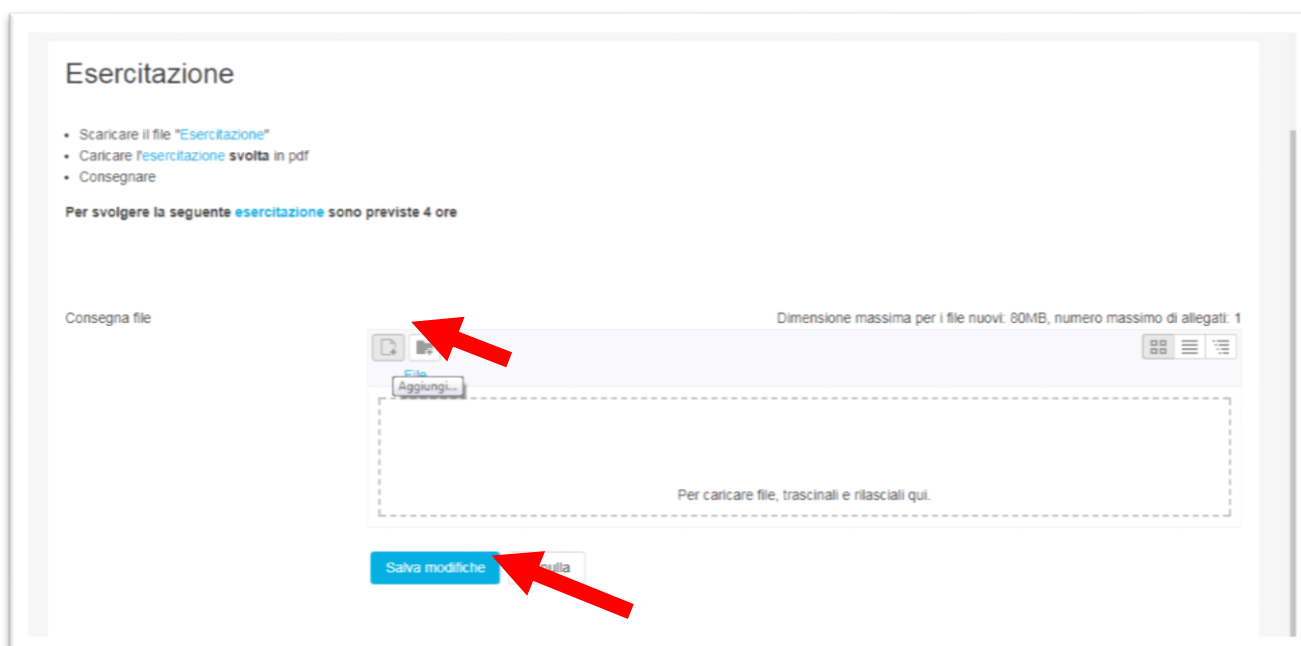 Esercitazione
Scaricare il file "Esercitazione"
Caricare l'esercitazione svolta in pdf
Consegnare
Per svolgere la seguente esercitazione sono previste 4 ore
Consegna file
Dimensione massima per i file nuovi: 80MB, numero massimo di allegati: 1
File
Aggiungi...
Per caricare file, trascinali e rilasciali qui.
Salva modifiche